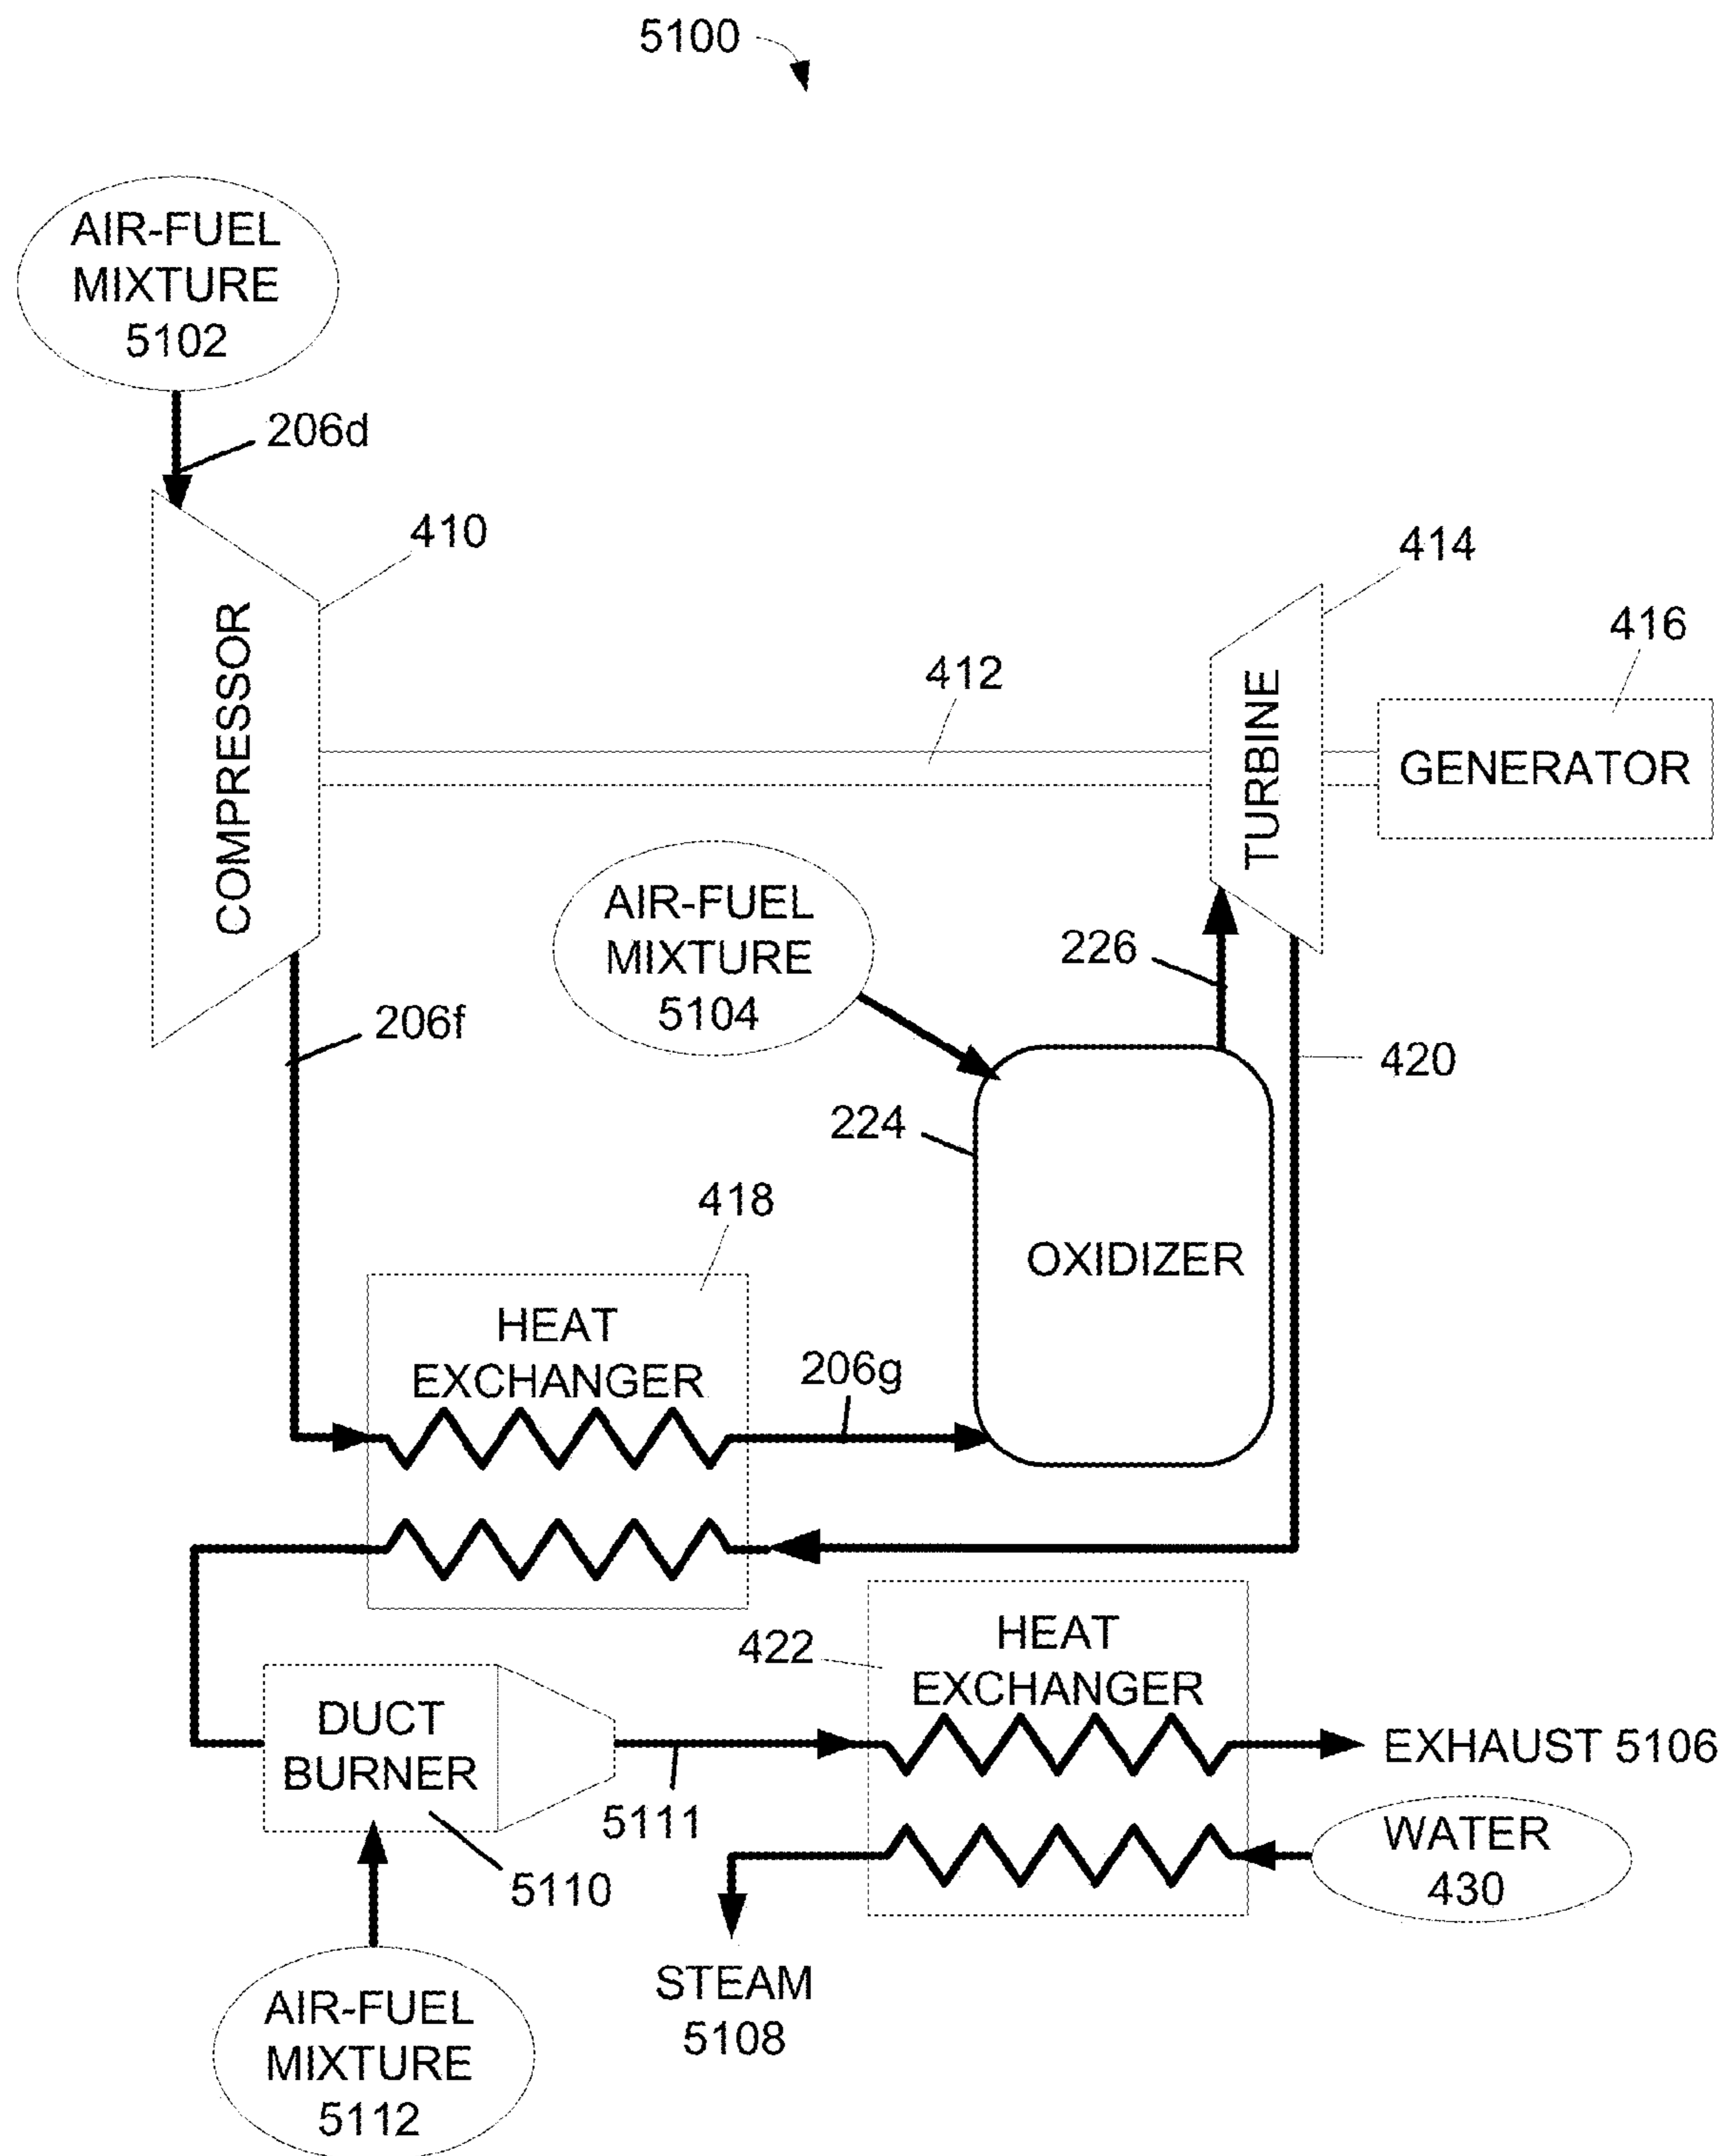 5100
AIR-FUEL
MIXTURE
5102
206d
410
COMPRESSOR
414
416
412
TURBINE
GENERATOR
AIR-FUEL
MIXTURE
5104
226
206f
420
224
418
OXIDIZER
HEAT
EXCHANGER
206g
422
HEAT
EXCHANGER
DUCT
BURNER
EXHAUST 5106
5111
WATER
430
5110
STEAM
5108
AIR-FUEL
MIXTURE
5112